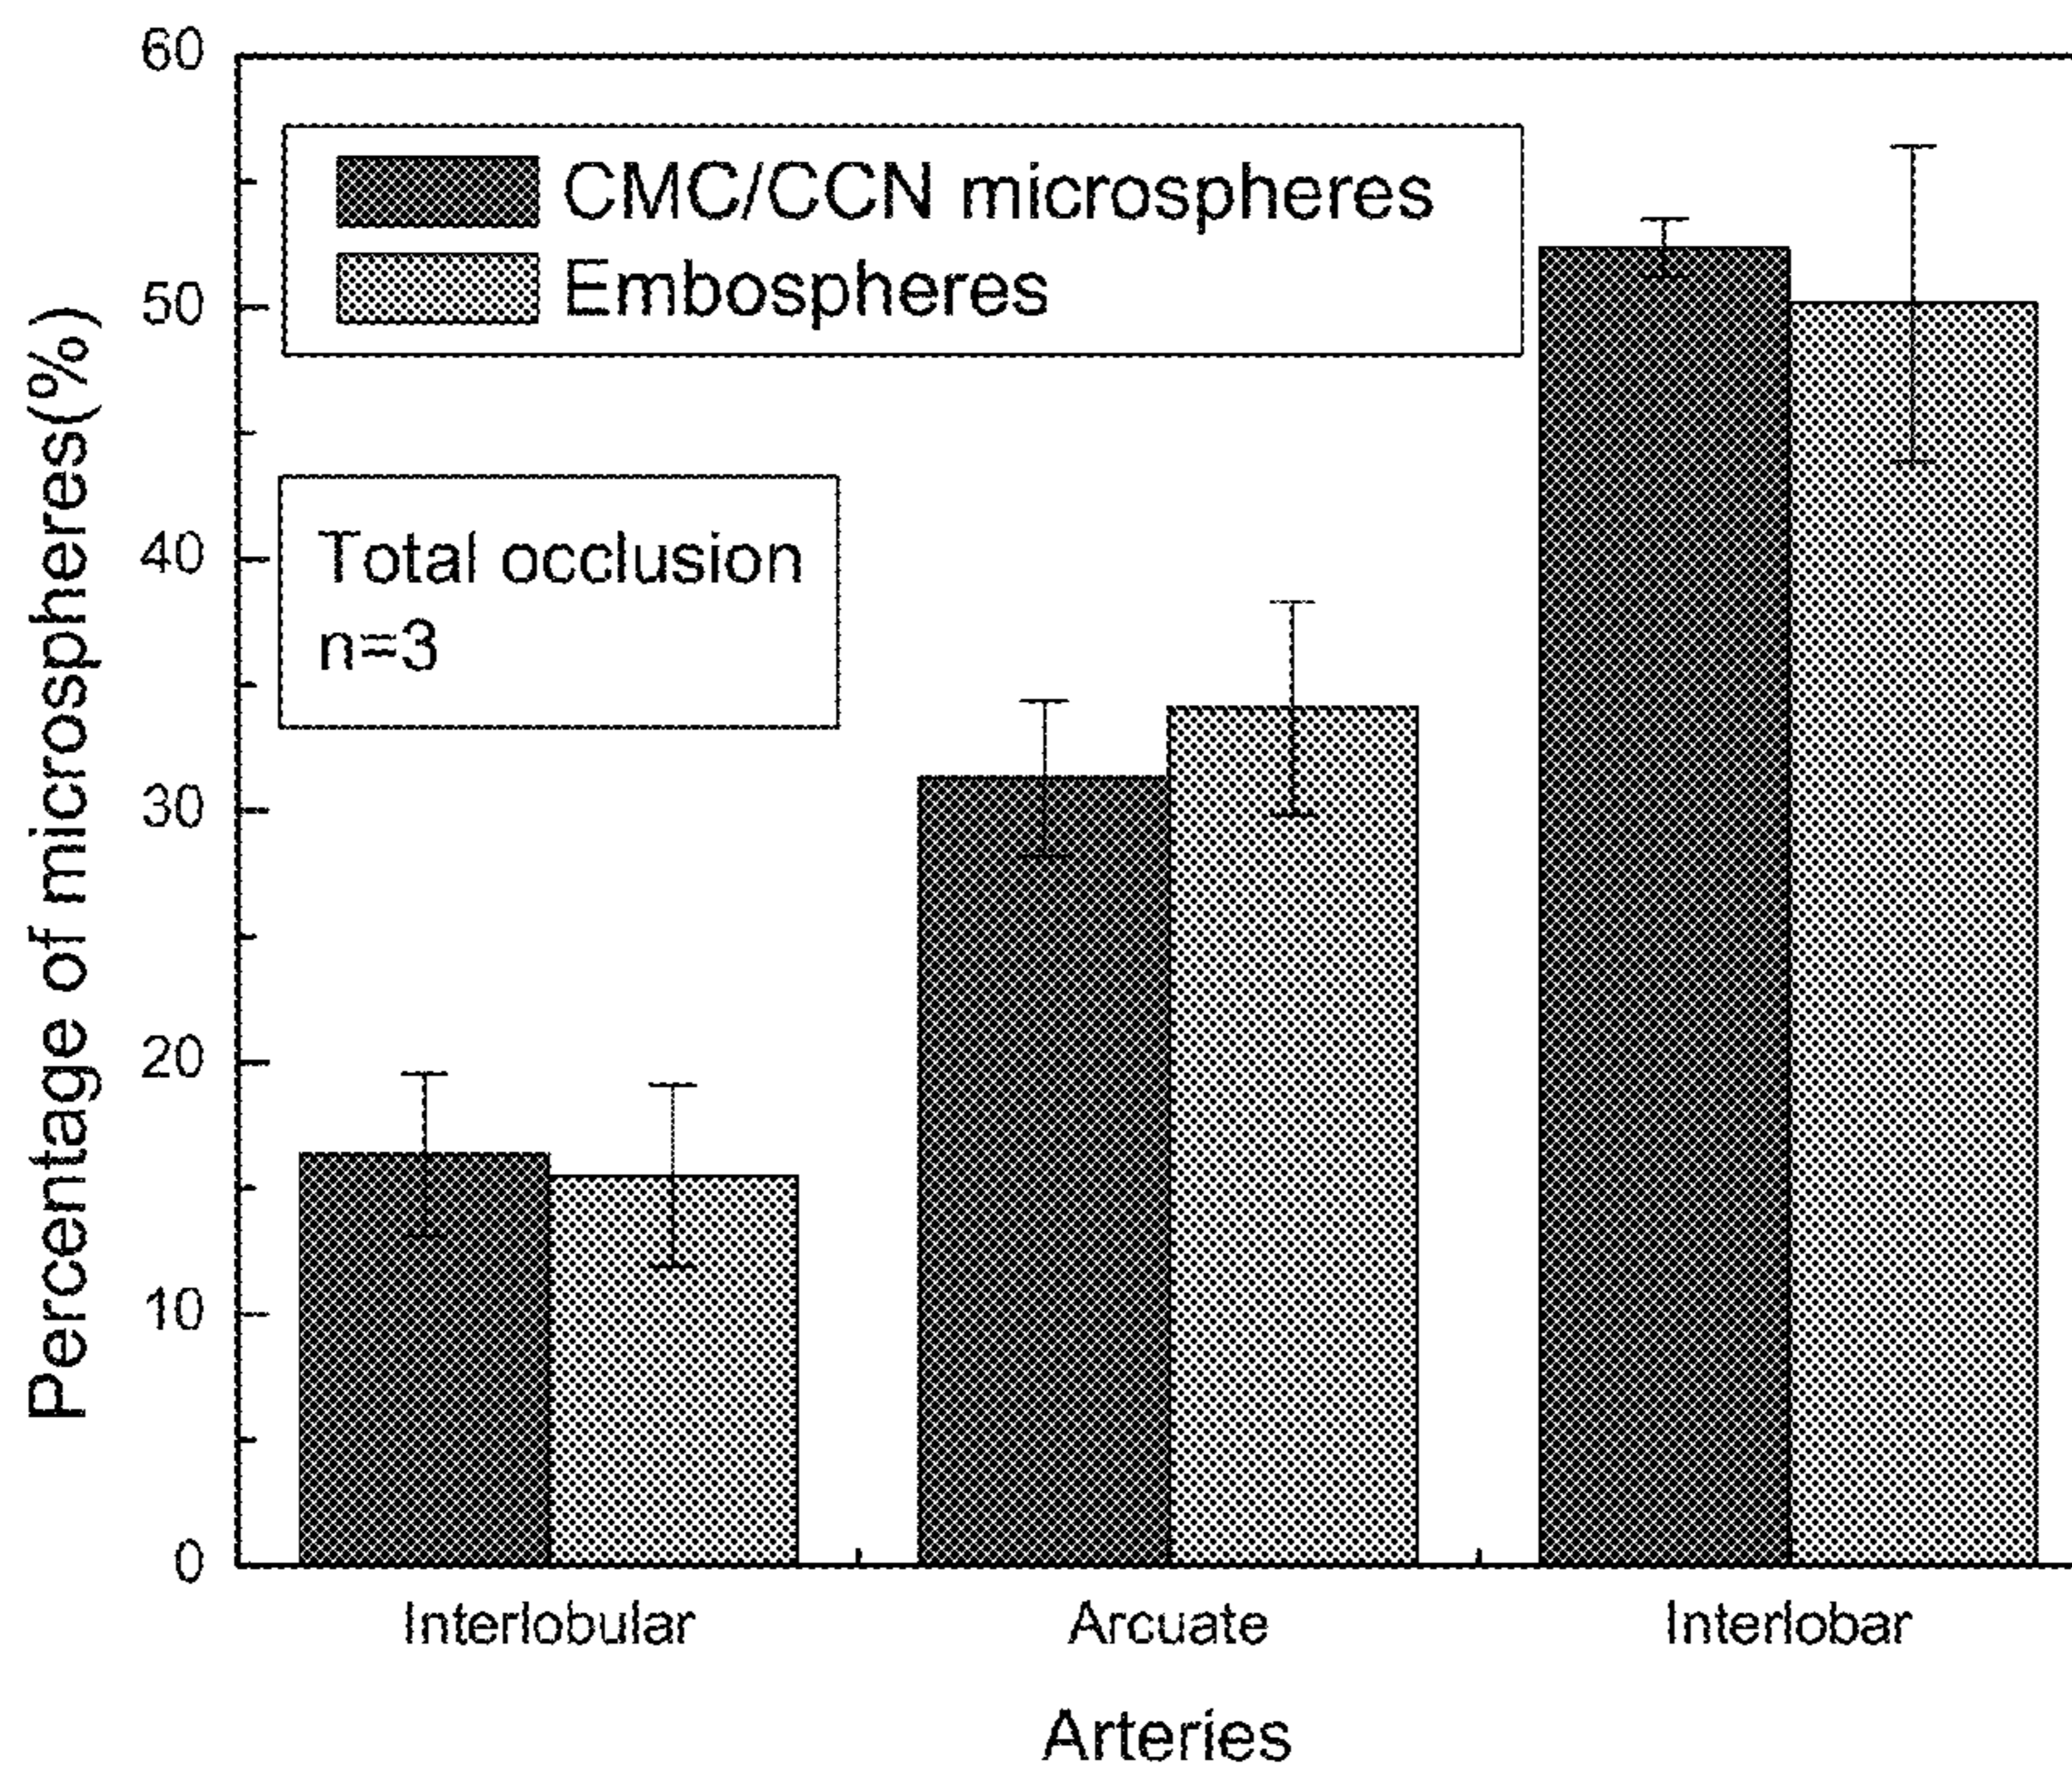 Percentage of microspheres(%)
60
50
40
30
20
10
0
CMC/CCN microspheres
Embospheres
Total occlusion
n=3
Interlobular
Arcuate
Interlobar
Arteries